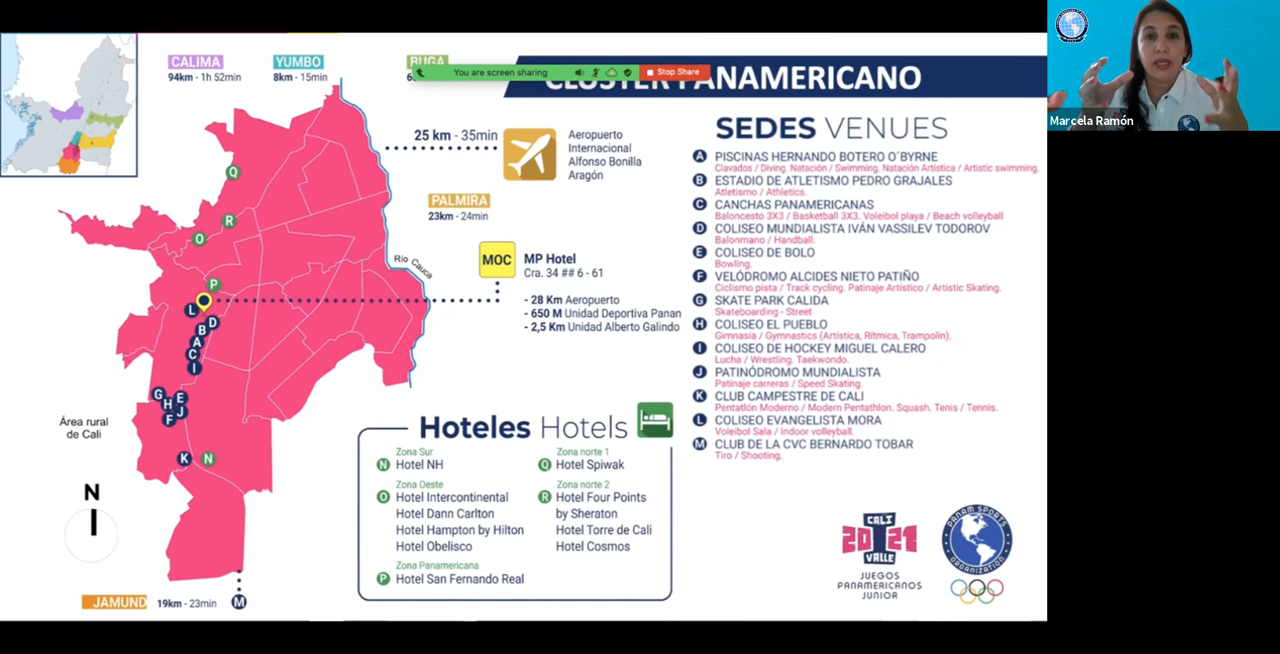 CALIMA
94km - 1h 52min
YUMBO
8km - 15min
BUGA
You are screen sharing
Stop Share
CLÚSTER PANAMERICANO
Marcela Ramón
25 km - 35min
Aeropuerto
Internacional
Alfonso Bonilla
Aragón
PALMIRA
23km - 24min
Río Cauca
MOC
MP Hotel
Cra. 34 ## 6 - 61
- 28 Km Aeropuerto
- 650 M Unidad Deportiva Panan
- 2,5 Km Unidad Alberto Galindo
Q
R
O
P
L
D
B
A
C
I
G
H
E
J
F
K
N
Área rural
de Cali
N
JAMUND
19km - 23min
M
SEDES VENUES
A PISCINAS HERNANDO BOTERO O´BYRNE
Clavados / Diving. Natación / Swimming. Natación Artística / Artistic swimming.
B ESTADIO DE ATLETISMO PEDRO GRAJALES
Atletismo / Athletics.
C CANCHAS PANAMERICANAS
Baloncesto 3X3 / Basketball 3X3. Voleibol playa / Beach volleyball
D COLISEO MUNDIALISTA IVÁN VASSILEV TODOROV
Balonmano / Handball.
E COLISEO DE BOLO
Bowling.
F VELÓDROMO ALCIDES NIETO PATIÑO
Ciclismo pista / Track cycling. Patinaje Artístico / Artistic Skating.
G SKATE PARK CALIDA
Skateboarding - Street
H COLISEO EL PUEBLO
Gimnasia / Gymnastics (Artística, Rítmica, Trampolín).
I COLISEO DE HOCKEY MIGUEL CALERO
Lucha / Wrestling. Taekwondo.
J PATINÓDROMO MUNDIALISTA
Patinaje carreras / Speed Skating.
K CLUB CAMPESTRE DE CALI
Pentatlón Moderno / Modern Pentathlon. Squash. Tenis / Tennis.
L COLISEO EVANGELISTA MORA
Voleibol Sala / Indoor volleyball.
M CLUB DE LA CVC BERNARDO TOBAR
Tiro / Shooting.
Hoteles Hotels
Zona Sur
N Hotel NH
Zona Oeste
O Hotel Intercontinental
Hotel Dann Carlton
Hotel Hampton by Hilton
Hotel Obelisco
Zona Panamericana
P Hotel San Fernando Real
Zona norte 1
Q Hotel Spiwak
Zona norte 2
R Hotel Four Points
by Sheraton
Hotel Torre de Cali
Hotel Cosmos
CALI
2021
VALLE
JUEGOS
PANAMERICANOS
JUNIOR
PANAM SPORTS
ORGANIZATION